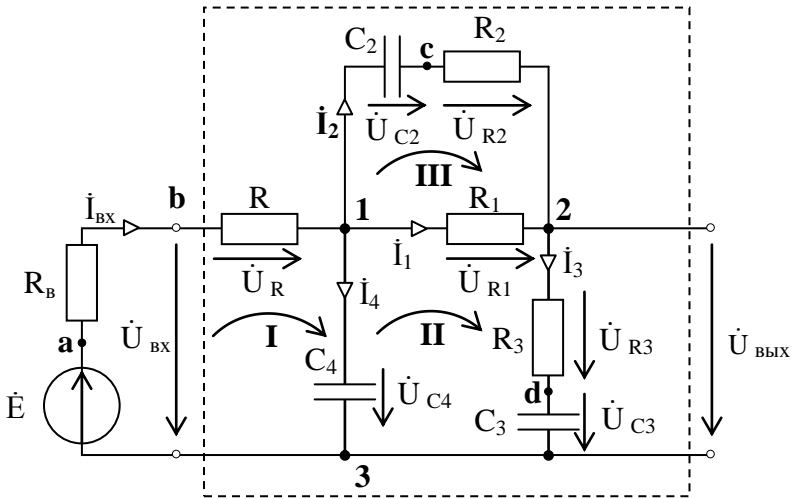 C2 c R2
İ2 U̇ C2 U̇ R2
III
b İвх R 1 R1 2
U̇ R İ1 U̇ R1 İ3
Rв İ4
a U̇ вх I C4 II R3 U̇ R3 U̇ вых
Ė U̇ C4 d
C3 U̇ C3
3